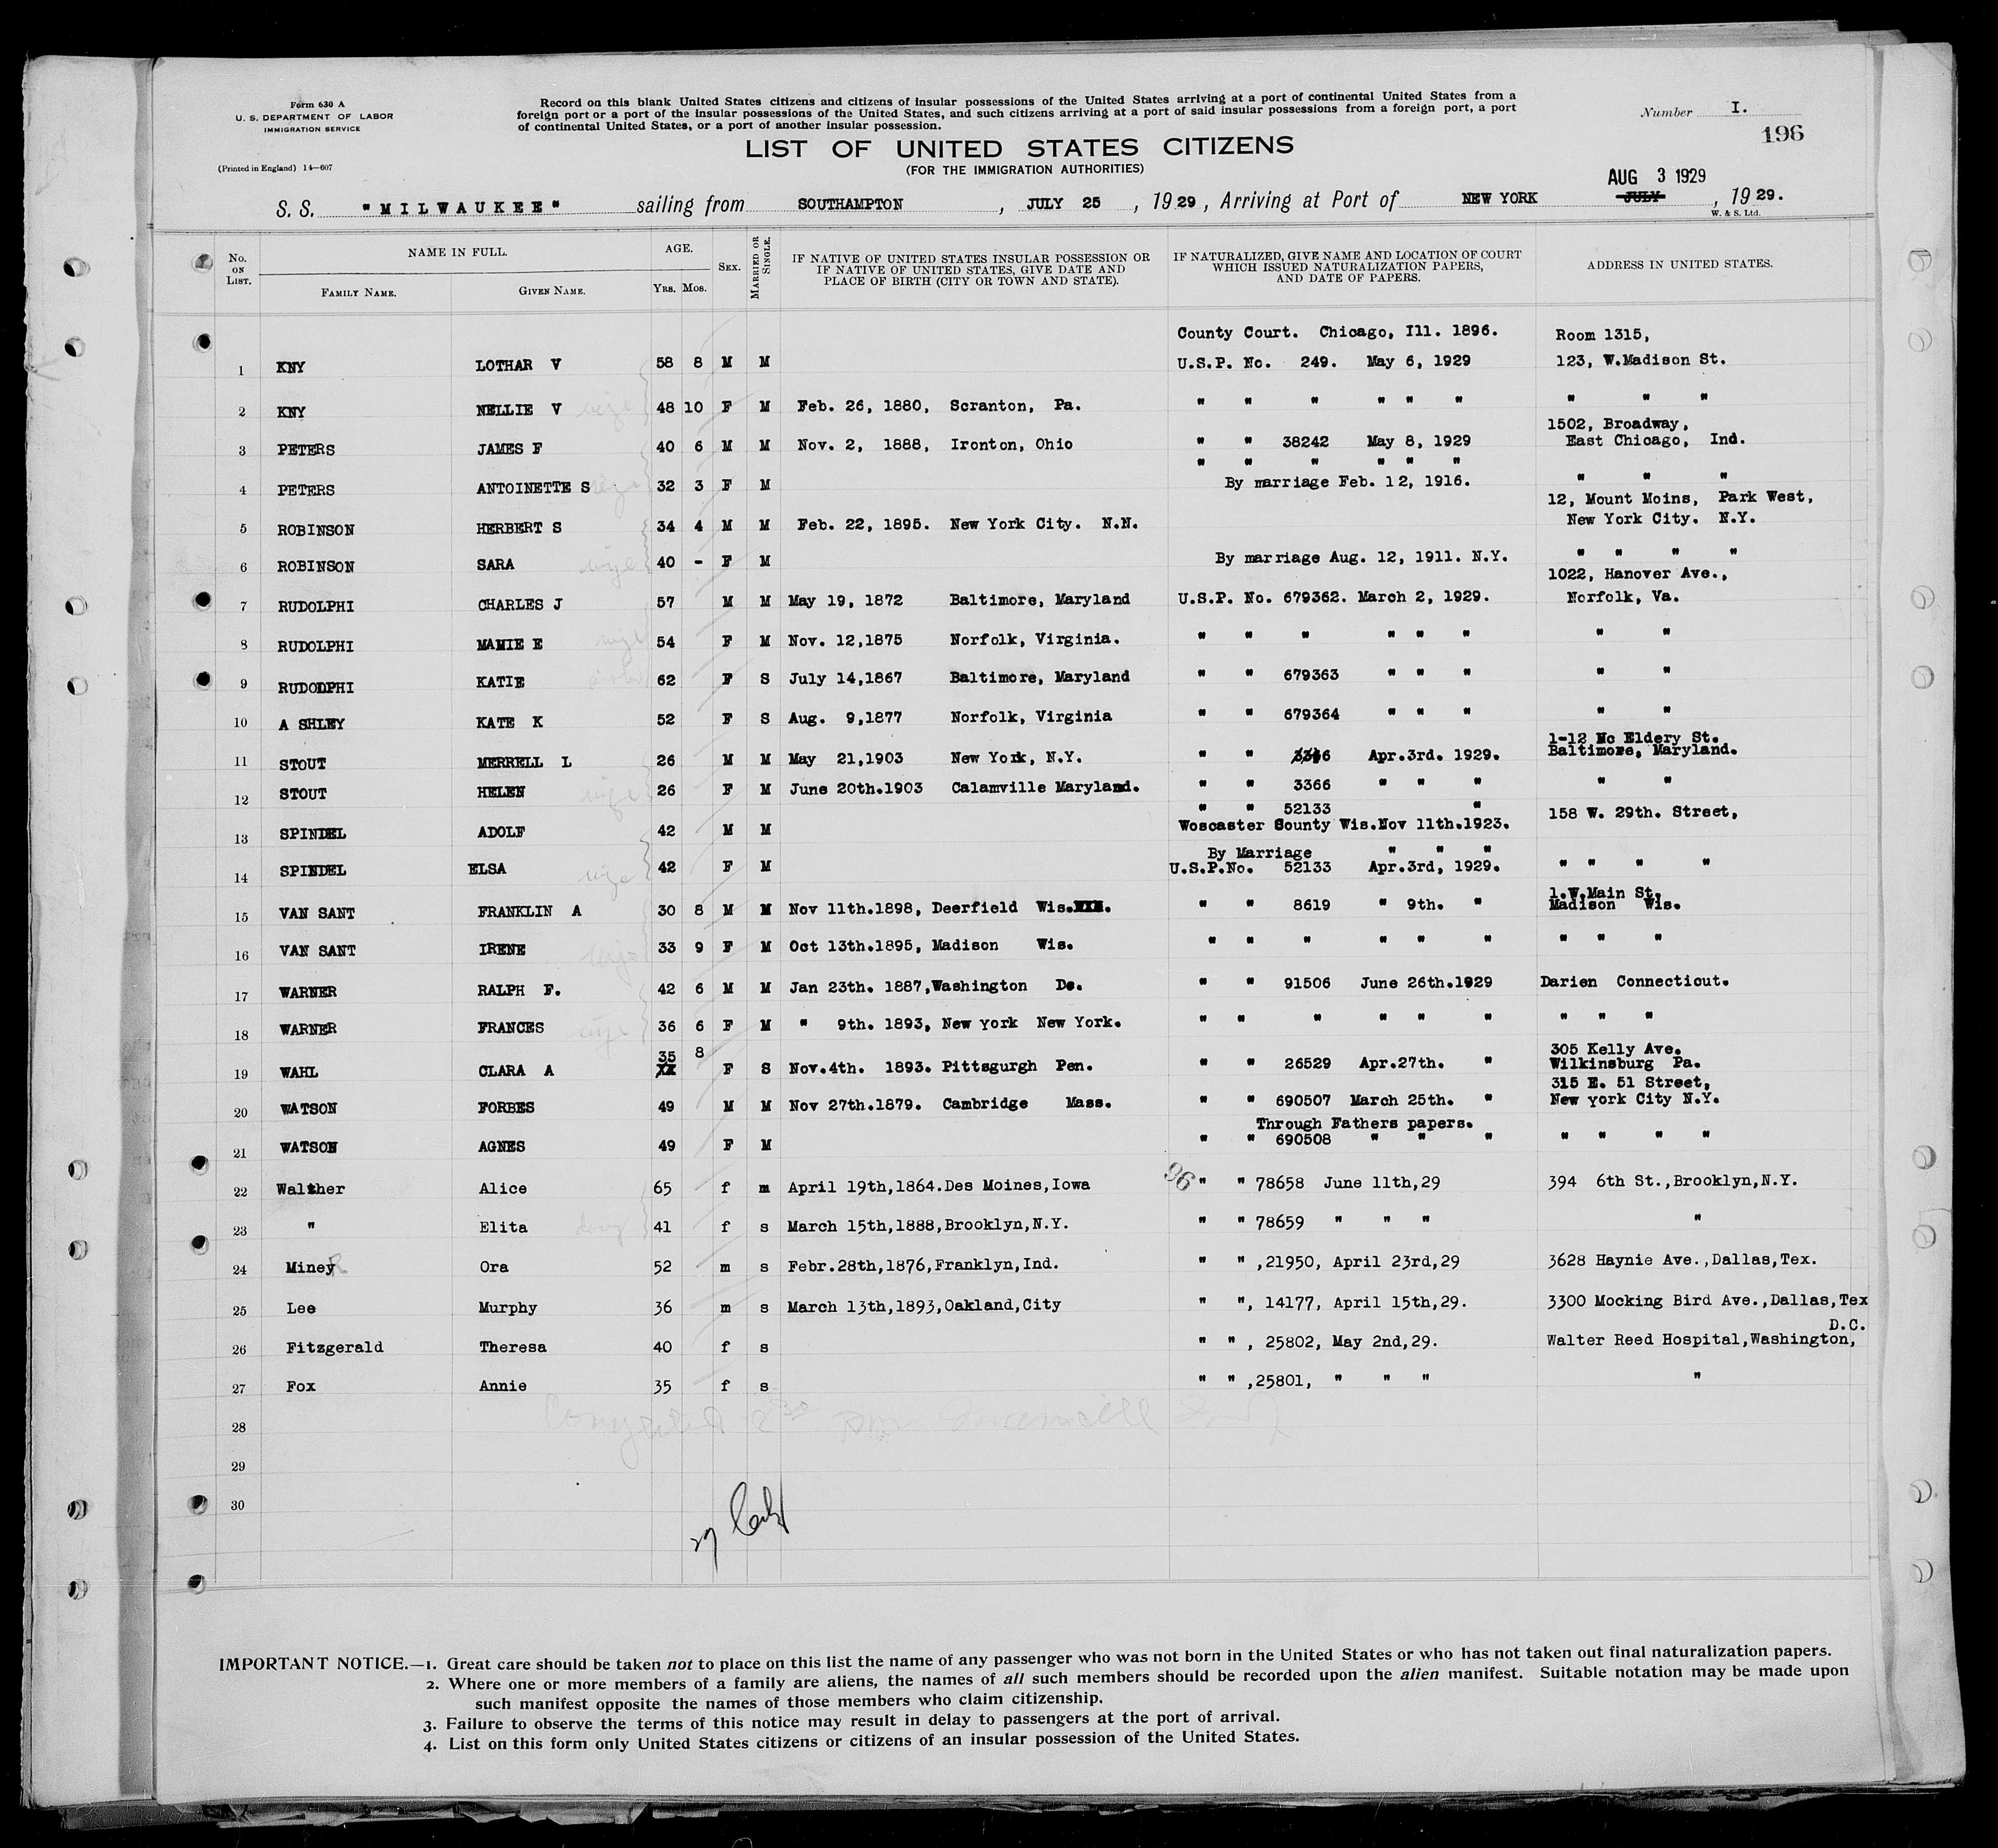 Form 630 A
U. S. DEPARTMENT OF LABOR
IMMIGRATION SERVICE
(Printed in England) 14—607
Record on this blank United States citizens and citizens of insular possessions of the United States arriving at a port of continental United States from a
foreign port or a port of the insular possessions of the United States, and such citizens arriving at a port of said insular possessions from a foreign port, a port
of continental United States, or a port of another insular possession.
Number I.
196
LIST OF UNITED STATES CITIZENS
(FOR THE IMMIGRATION AUTHORITIES)
AUG 3 1929
S. S. "MILWAUKEE" sailing from SOUTHAMPTON, JULY 25, 1929, Arriving at Port of NEW YORK JULY, 1929.
W. & S. Ltd.
No. ON LIST. NAME IN FULL. AGE. SEX. MARRIED OR SINGLE. IF NATIVE OF UNITED STATES INSULAR POSSESSION OR IF NATIVE OF UNITED STATES, GIVE DATE AND PLACE OF BIRTH (CITY OR TOWN AND STATE). IF NATURALIZED, GIVE NAME AND LOCATION OF COURT WHICH ISSUED NATURALIZATION PAPERS, AND DATE OF PAPERS. ADDRESS IN UNITED STATES.
FAMILY NAME. GIVEN NAME. YRS. MOS.
County Court. Chicago, Ill. 1896. Room 1315,
1 KNY LOTHAR V 58 8 M M U.S.P. No. 249. May 6, 1929 123, W.Madison St.
2 KNY NELLIE V wife 48 10 F M Feb. 26, 1880, Scranton, Pa. " " " " " " " " "
1502, Broadway,
3 PETERS JAMES F 40 6 M M Nov. 2, 1888, Ironton, Ohio " " 38242 May 8, 1929 East Chicago, Ind.
" " " " " "
4 PETERS ANTOINETTE S wife 32 3 F M By marriage Feb. 12, 1916. " " "
12, Mount Moins, Park West,
5 ROBINSON HERBERT S 34 4 M M Feb. 22, 1895. New York City. N.N. New York City. N.Y.
6 ROBINSON SARA wife 40 - F M By marriage Aug. 12, 1911. N.Y. " " " "
1022, Hanover Ave.,
7 RUDOLPHI CHARLES J 57 M M May 19, 1872 Baltimore, Maryland U.S.P. No. 679362. March 2, 1929. Norfolk, Va.
8 RUDOLPHI MAMIE E wife 54 F M Nov. 12,1875 Norfolk, Virginia. " " " " " " " "
9 RUDODPHI KATIE 62 F S July 14,1867 Baltimore, Maryland " " 679363 " " " " "
10 A SHLEY KATE K 52 F S Aug. 9,1877 Norfolk, Virginia " " 679364 " " " " "
1-12 Mc Eldery St.
11 STOUT MERRELL L 26 M M May 21,1903 New York, N.Y. " " 3366 Apr.3rd. 1929. Baltimore, Maryland.
12 STOUT HELEN wife 26 F M June 20th.1903 Calamville Maryland. " " 3366 " " " " "
" " 52133 "
13 SPINDEL ADOLF 42 M M Woscaster County Wis.Nov 11th.1923. 158 W. 29th. Street,
By Marriage " " "
14 SPINDEL ELSA wife 42 F M U.S.P.No. 52133 Apr.3rd, 1929. " " " "
1.W.Main St.
15 VAN SANT FRANKLIN A 30 8 M M Nov 11th.1898, Deerfield Wis. " " 8619 " 9th. " Madison Wis.
16 VAN SANT IRENE wife 33 9 F M Oct 13th.1895, Madison Wis. " " " " " " " " "
17 WARNER RALPH F. 42 6 M M Jan 23th. 1887,Washington Dc. " " 91506 June 26th.1929 Darien Connecticut.
18 WARNER FRANCES wife 36 6 F M " 9th. 1893, New York New York. " " " " " " " " "
35 8 305 Kelly Ave.
19 WAHL CLARA A XX F S Nov.4th. 1893. Pittsgurgh Pen. " " 26529 Apr.27th. " Wilkinsburg Pa.
315 E. 51 Street,
20 WATSON FORBES 49 M M Nov 27th.1879. Cambridge Mass. " " 690507 March 25th. " New york City N.Y.
Through Fathers papers.
21 WATSON AGNES 49 F M " " 690508 " " " " " " "
96
22 Walther Alice 65 f m April 19th,1864.Des Moines,Iowa " " 78658 June 11th,29 394 6th St.,Brooklyn,N.Y.
23 " Elita 41 f s March 15th,1888,Brooklyn,N.Y. " " 78659 " " " "
24 MineyR Ora 52 m s Febr.28th,1876,Franklyn,Ind. " " ,21950, April 23rd,29 3628 Haynie Ave.,Dallas,Tex.
25 Lee Murphy 36 m s March 13th,1893,Oakland,City " ", 14177, April 15th,29. 3300 Mocking Bird Ave.,Dallas,Tex
D.C.
26 Fitzgerald Theresa 40 f s " " , 25802, May 2nd,29. Walter Reed Hospital,Washington,
27 Fox Annie 35 f s " " ,25801, " " " "
28
29
30
IMPORTANT NOTICE.—1. Great care should be taken not to place on this list the name of any passenger who was not born in the United States or who has not taken out final naturalization papers.
2. Where one or more members of a family are aliens, the names of all such members should be recorded upon the alien manifest. Suitable notation may be made upon
such manifest opposite the names of those members who claim citizenship.
3. Failure to observe the terms of this notice may result in delay to passengers at the port of arrival.
4. List on this form only United States citizens or citizens of an insular possession of the United States.